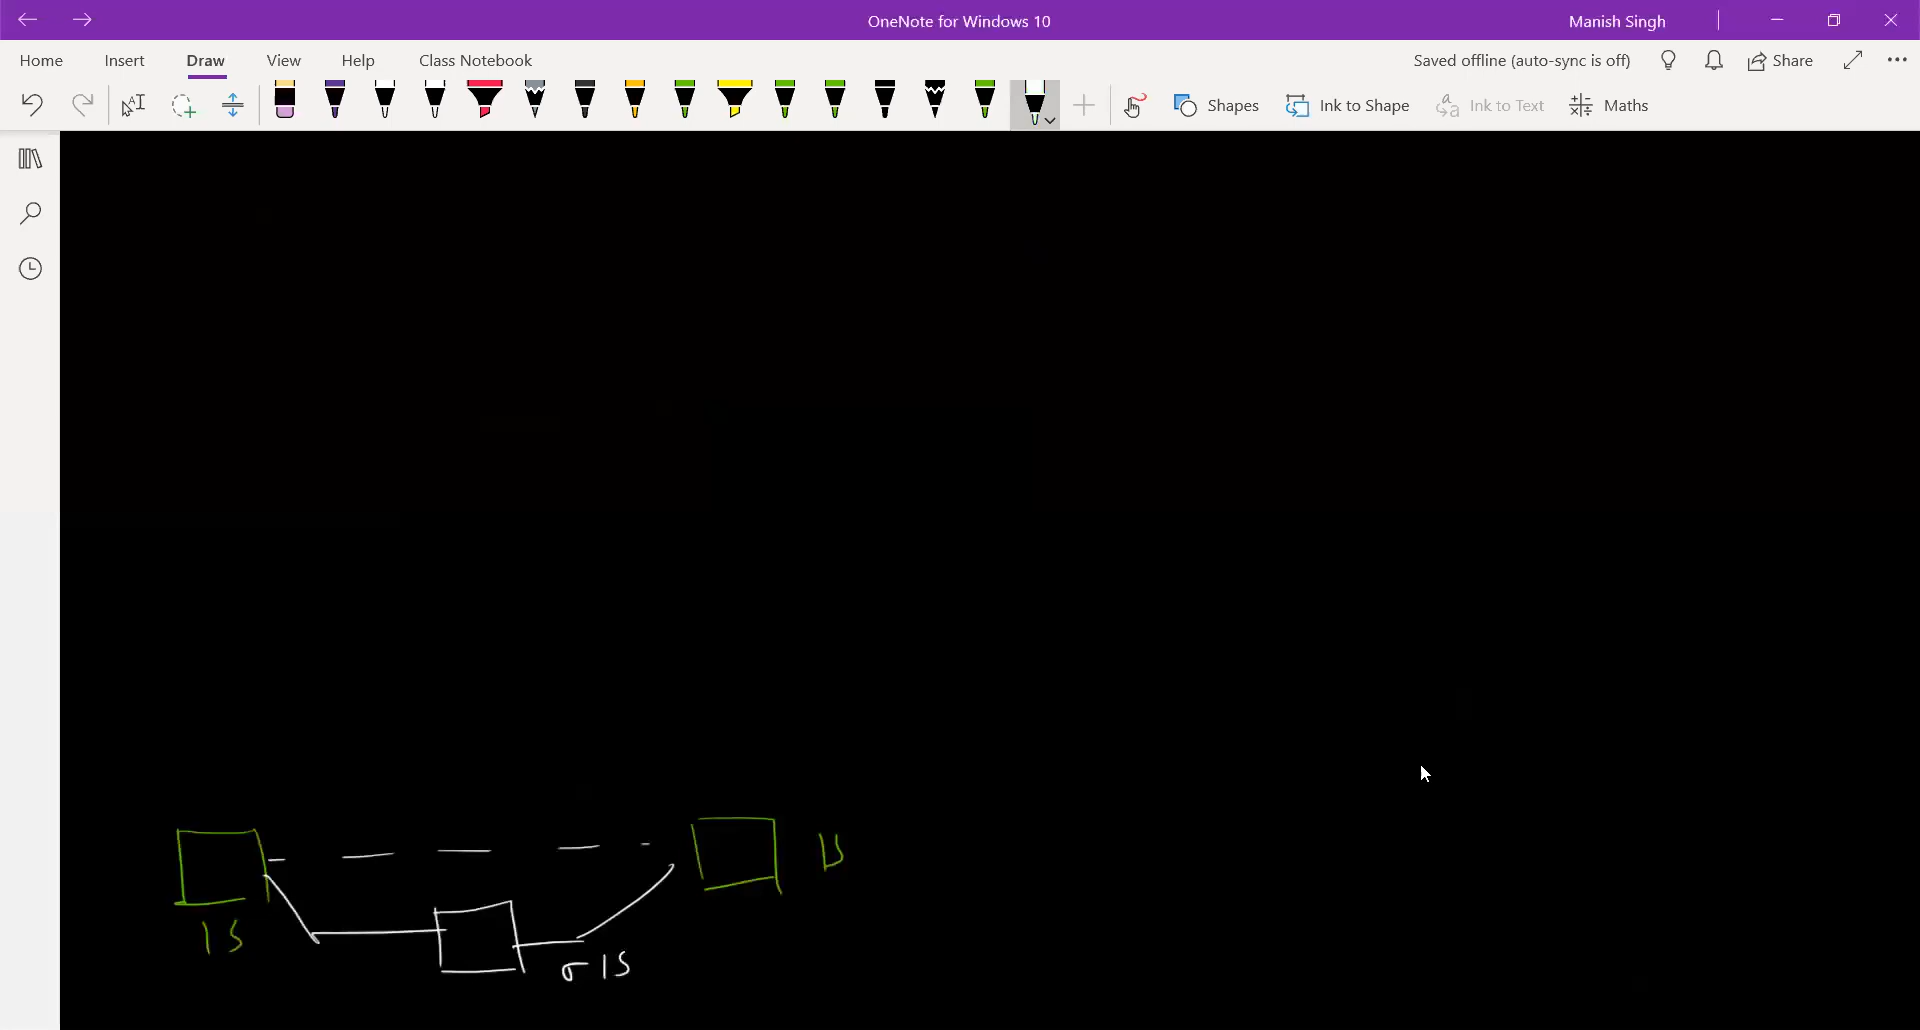 OneNote for Windows 10
Manish Singh
Home Insert Draw View Help Class Notebook
Saved offline (auto-sync is off) Share
Shapes Ink to Shape Ink to Text Maths
1S
1S
σ 1S